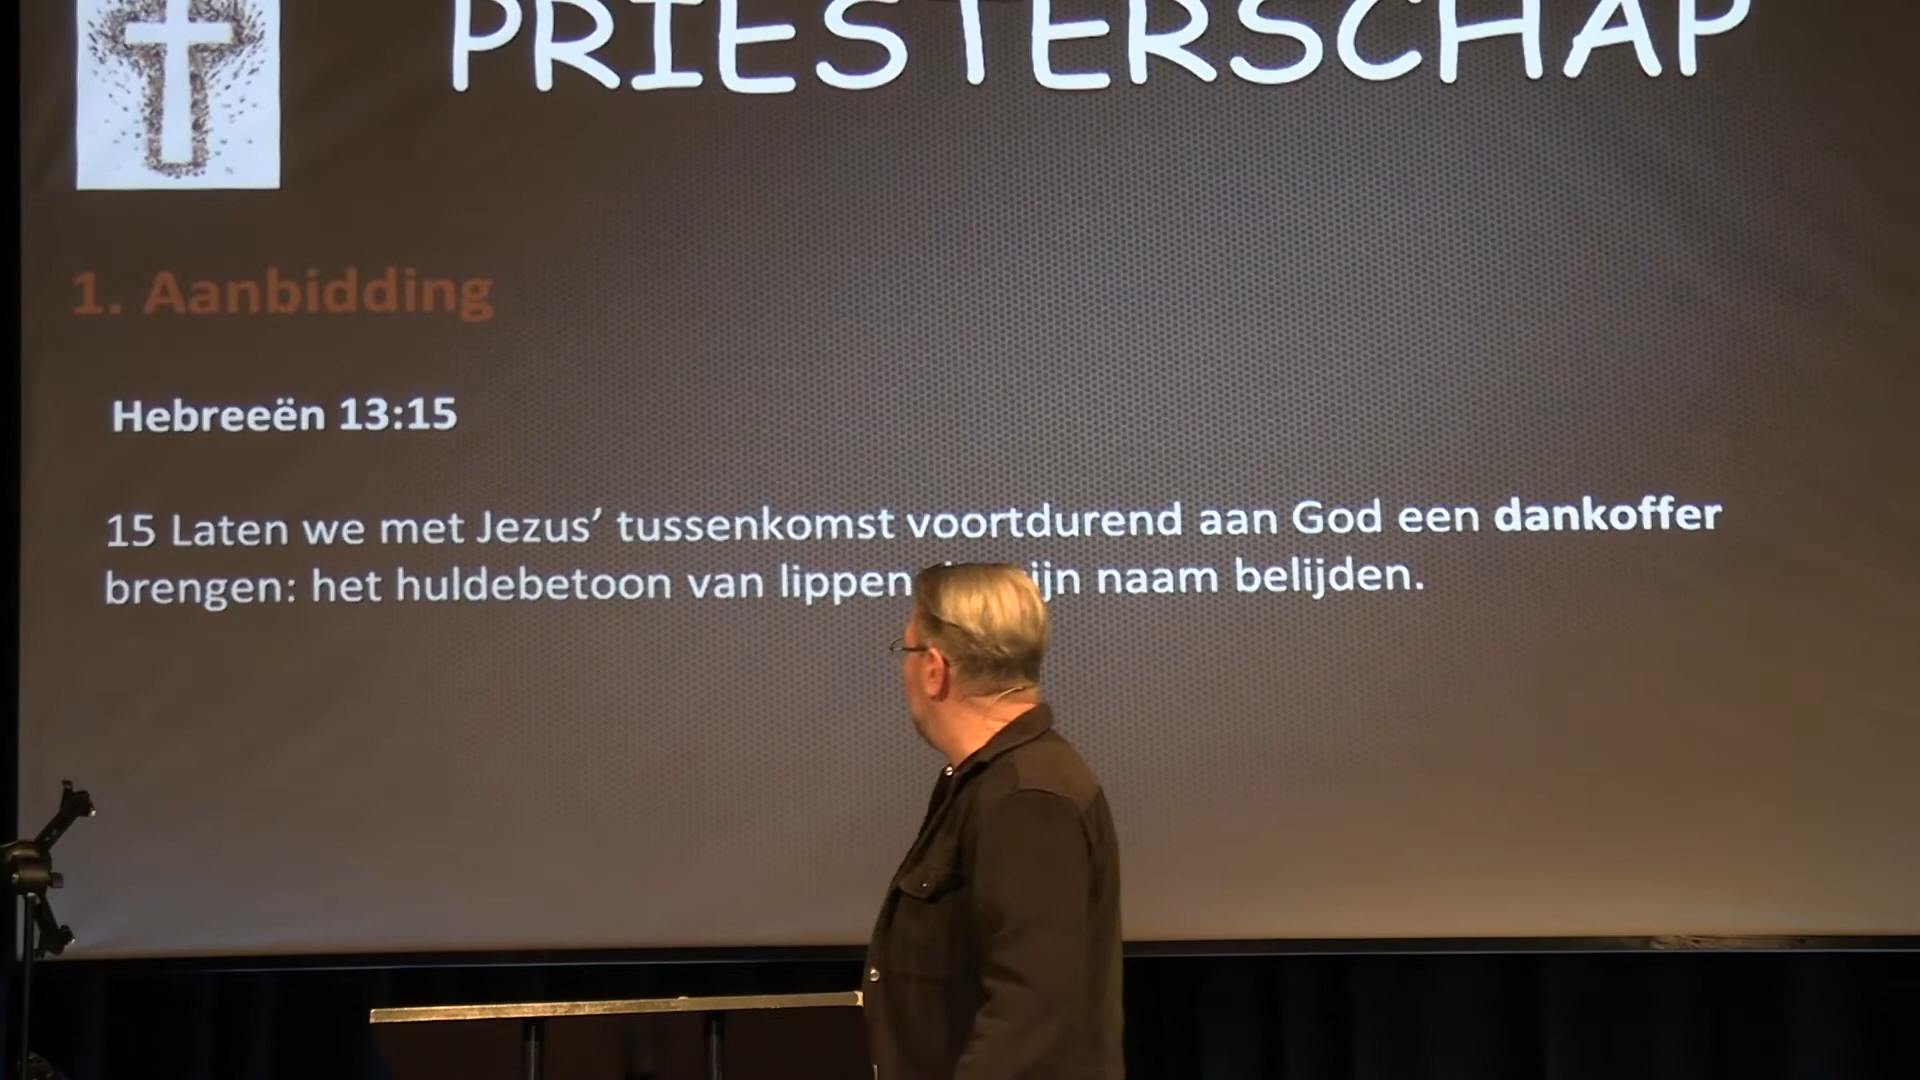 PRIESTERSCHAP
1. Aanbidding
Hebreeën 13:15
15 Laten we met Jezus’ tussenkomst voortdurend aan God een dankoffer
brengen: het huldebetoon van lippen naam belijden.